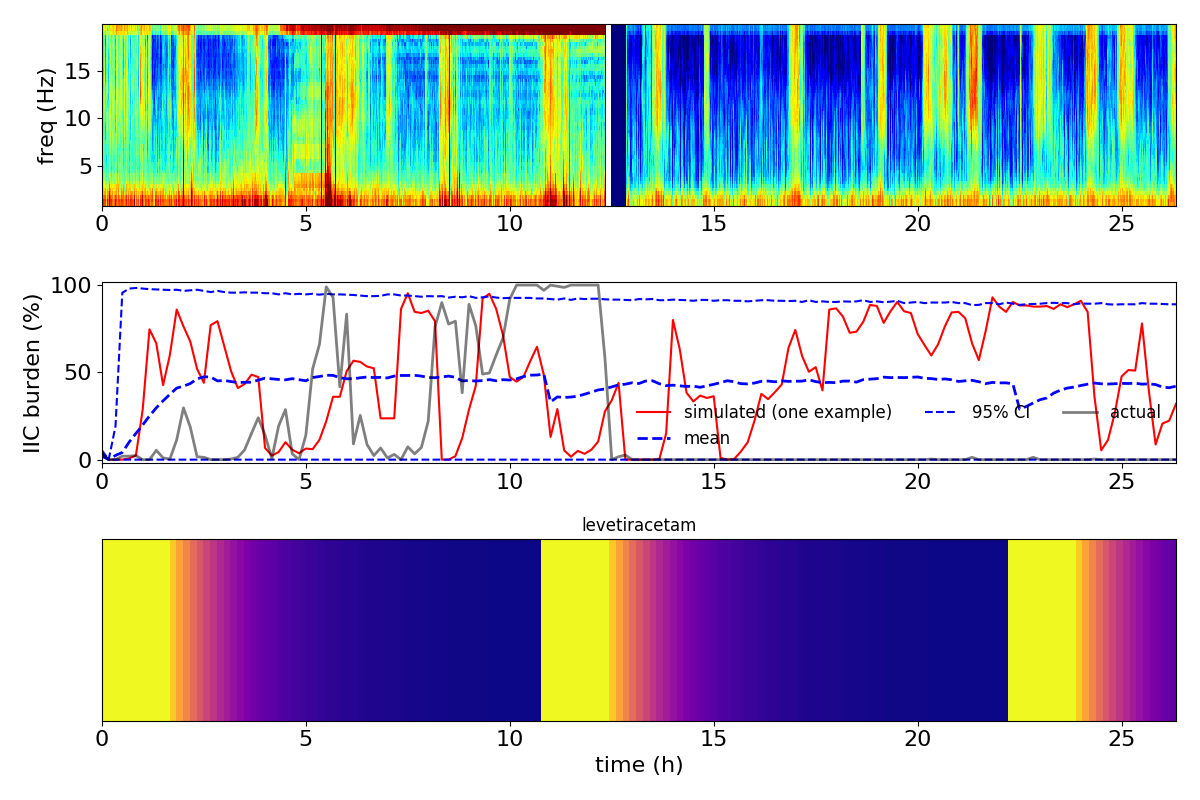 freq (Hz)
15
10
5
0 5 10 15 20 25
IIC burden (%)
100
50
0
simulated (one example) 95% CI actual
mean
0 5 10 15 20 25
levetiracetam
0 5 10 15 20 25
time (h)